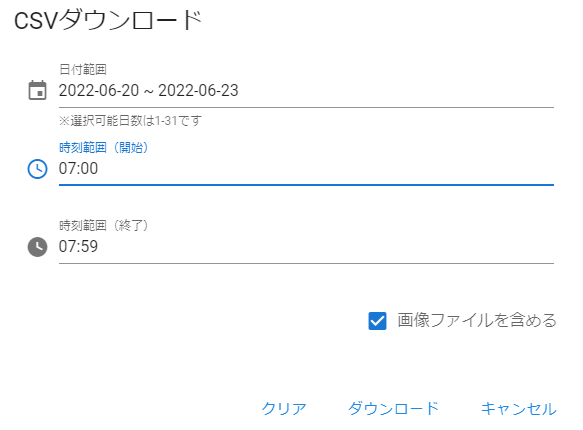 CSVダウンロード
日付範囲
2022-06-20 ~ 2022-06-23
※選択可能日数は1-31です
時刻範囲（開始）
07:00
時刻範囲（終了）
07:59
画像ファイルを含める
クリア ダウンロード キャンセル